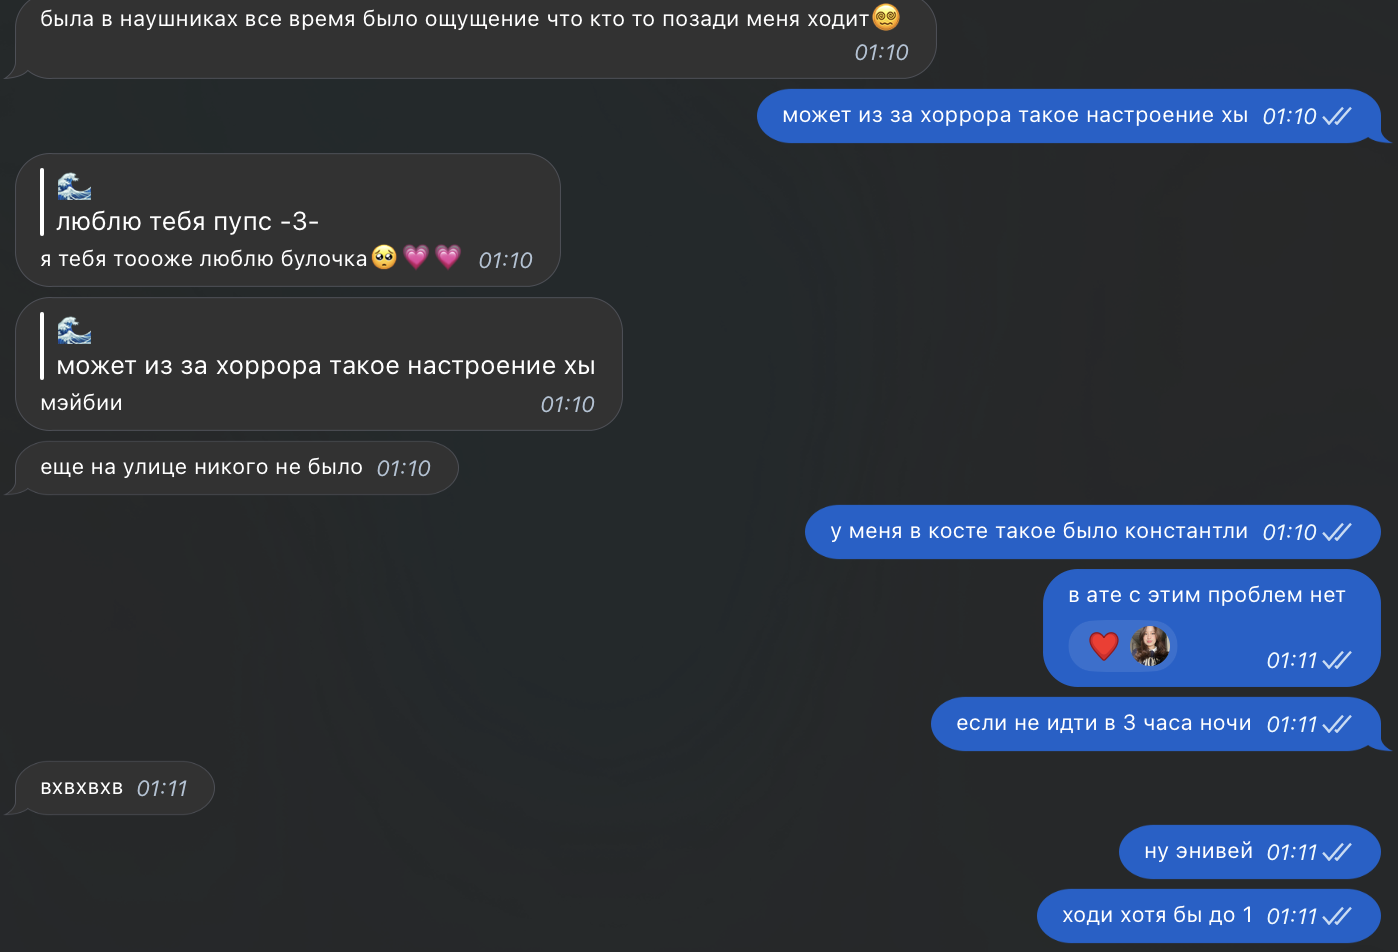 была в наушниках все время было ощущение что кто то позади меня ходит😵‍💫
01:10
может из за хоррора такое настроение хы 01:10
🌊
люблю тебя пупс -3-
я тебя тоооже люблю булочка🥺💗💗 01:10
🌊
может из за хоррора такое настроение хы
мэйбии 01:10
еще на улице никого не было 01:10
у меня в косте такое было константли 01:10
в ате с этим проблем нет
❤️ 01:11
если не идти в 3 часа ночи 01:11
вхвхвхв 01:11
ну энивей 01:11
ходи хотя бы до 1 01:11